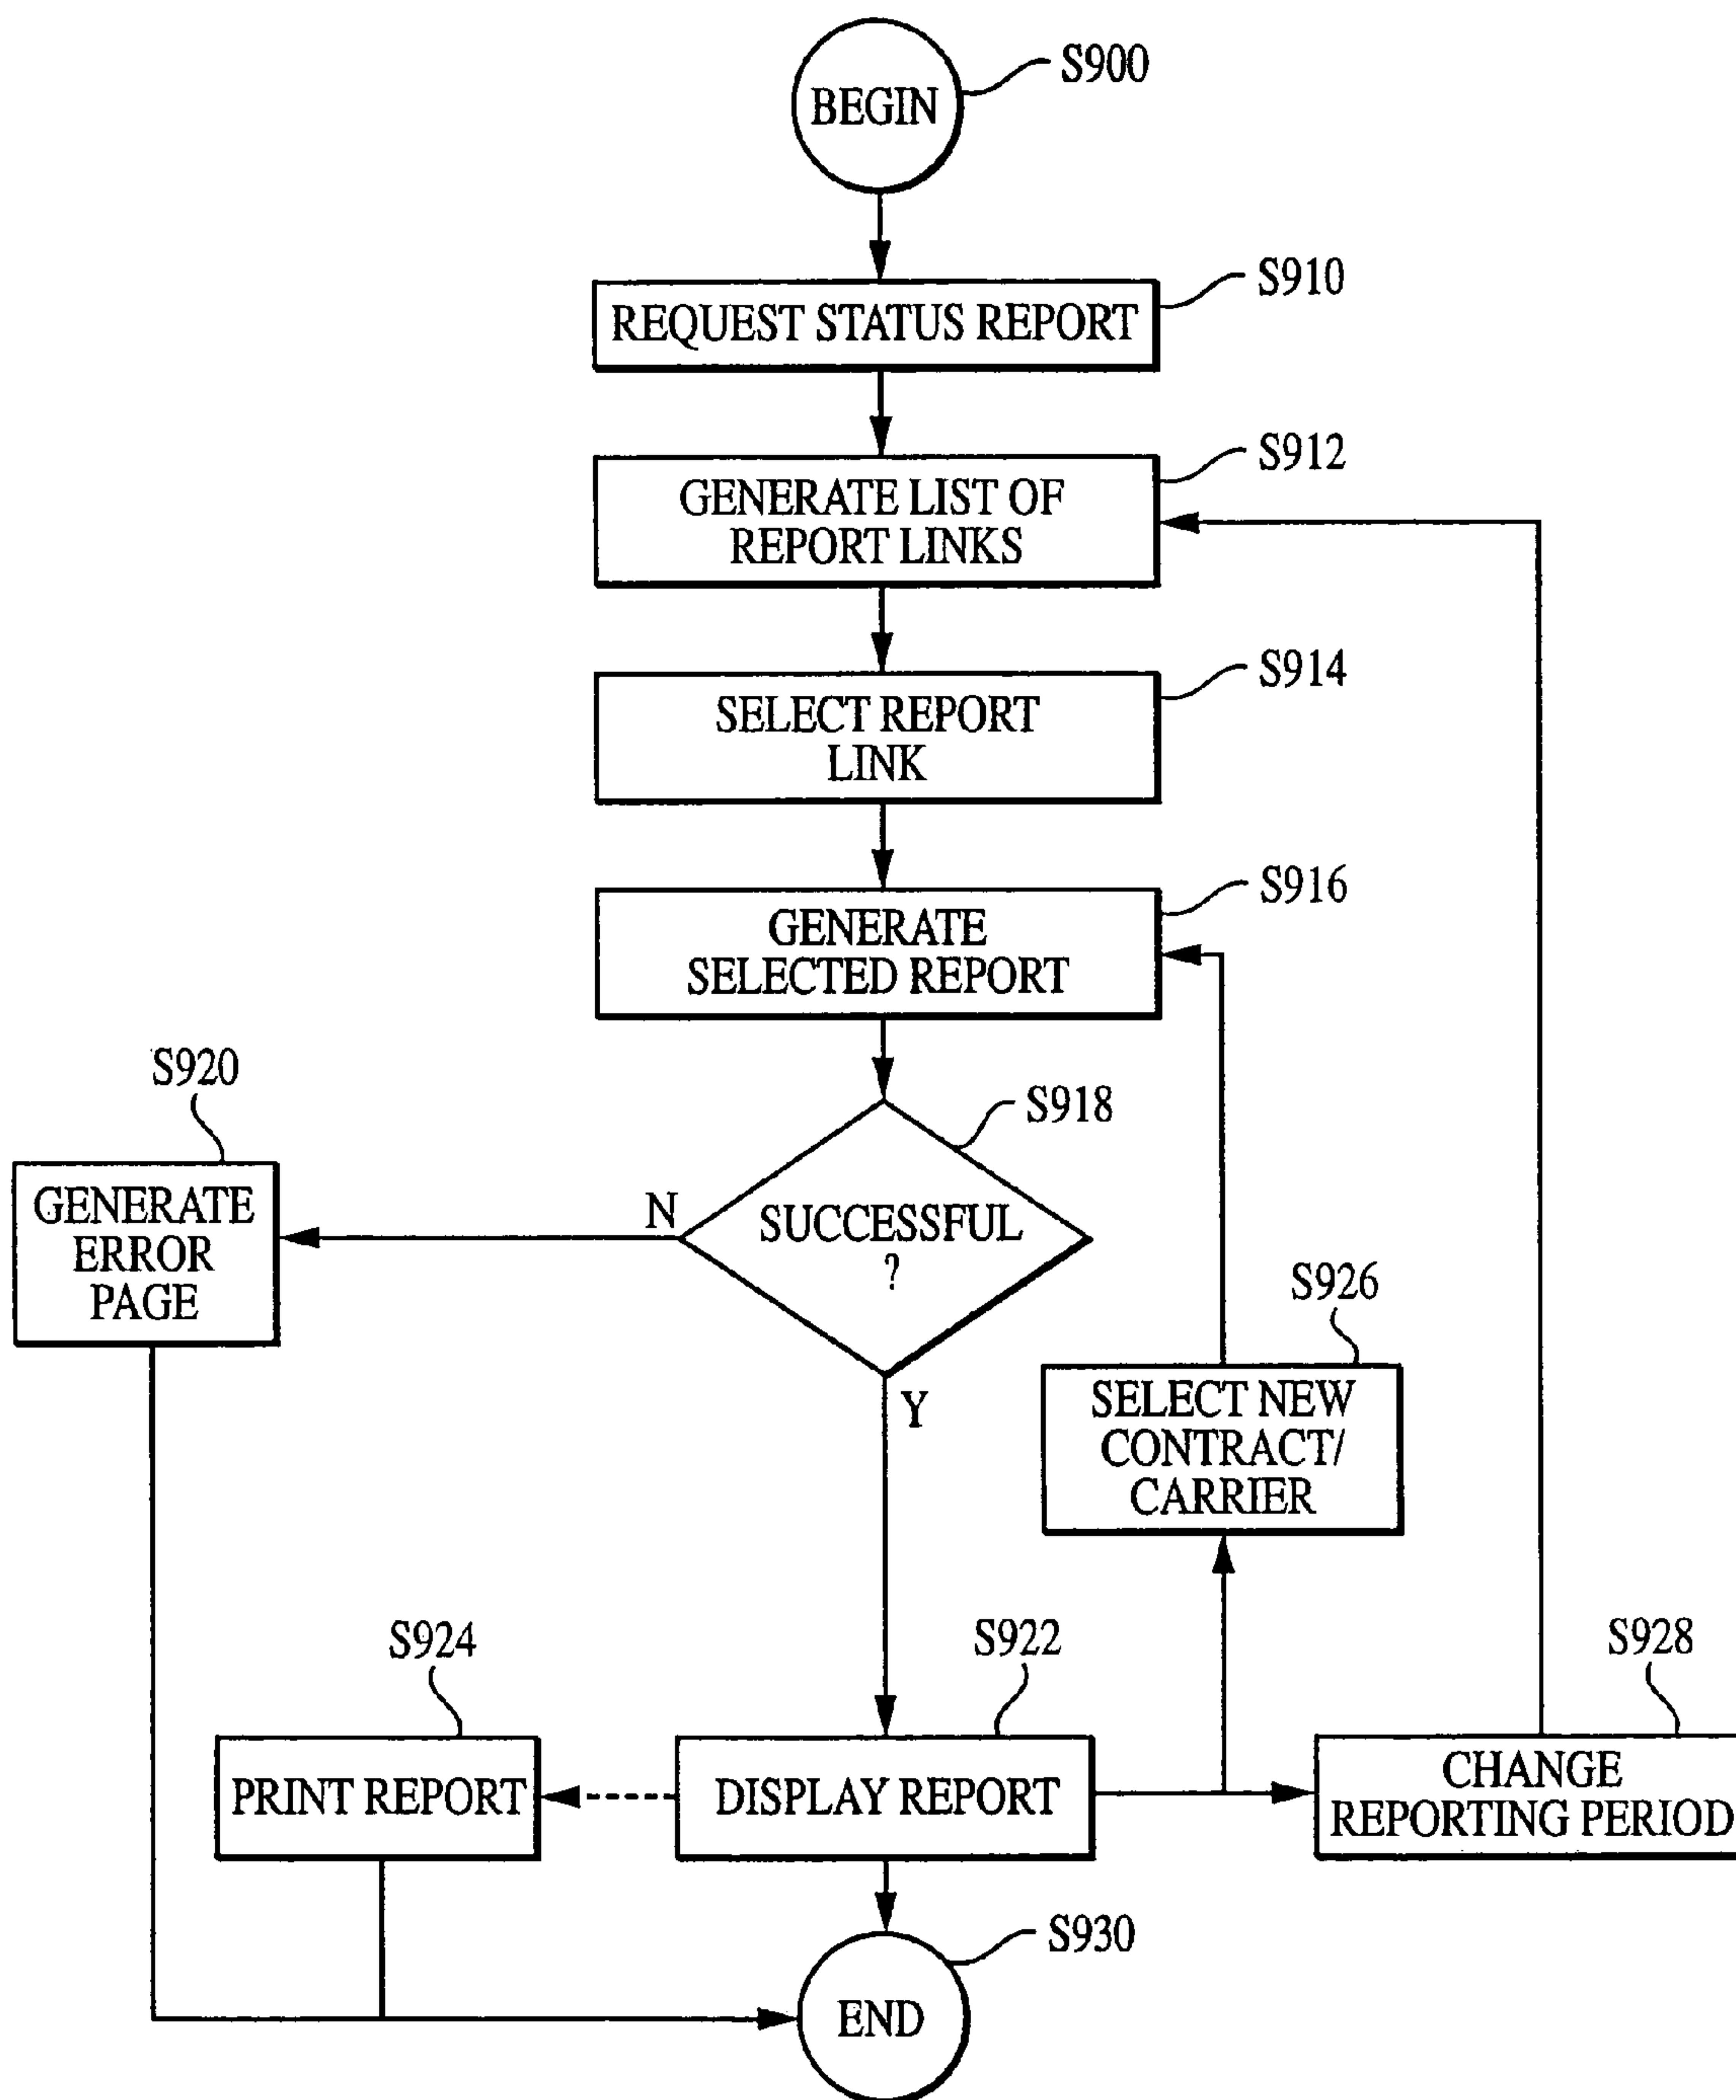 S900
BEGIN
S910
REQUEST STATUS REPORT
S912
GENERATE LIST OF
REPORT LINKS
S914
SELECT REPORT
LINK
S916
GENERATE
SELECTED REPORT
S920
S918
GENERATE
ERROR
PAGE
N
SUCCESSFUL
?
Y
S926
SELECT NEW
CONTRACT/
CARRIER
S924
S922
S928
PRINT REPORT
DISPLAY REPORT
CHANGE
REPORTING PERIOD
S930
END